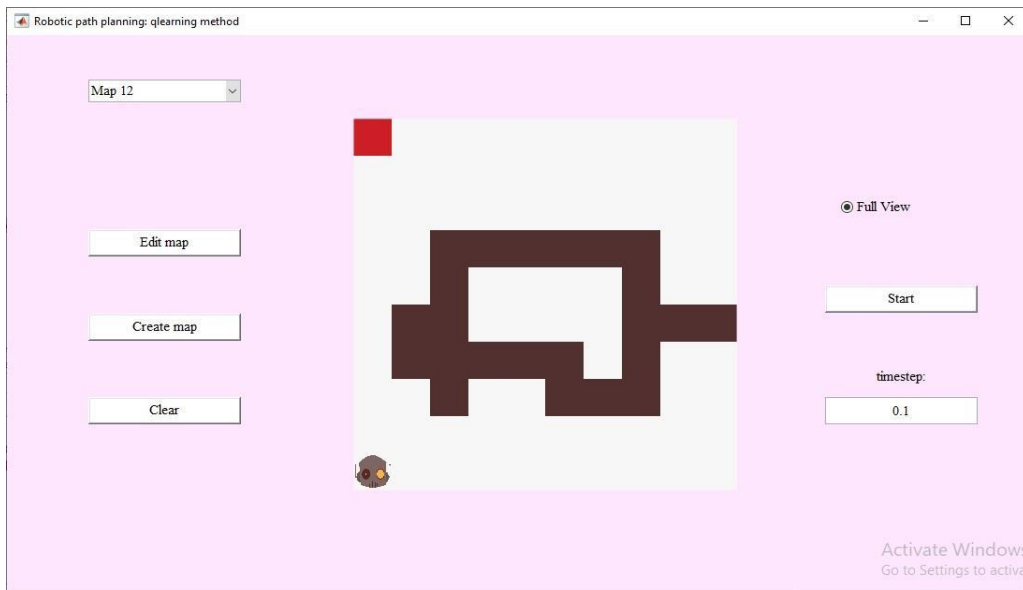 Robotic path planning: qlearning method
Map 12
Full View
Edit map
Start
Create map
timestep:
Clear
0.1
Activate Windows
Go to Settings to activa